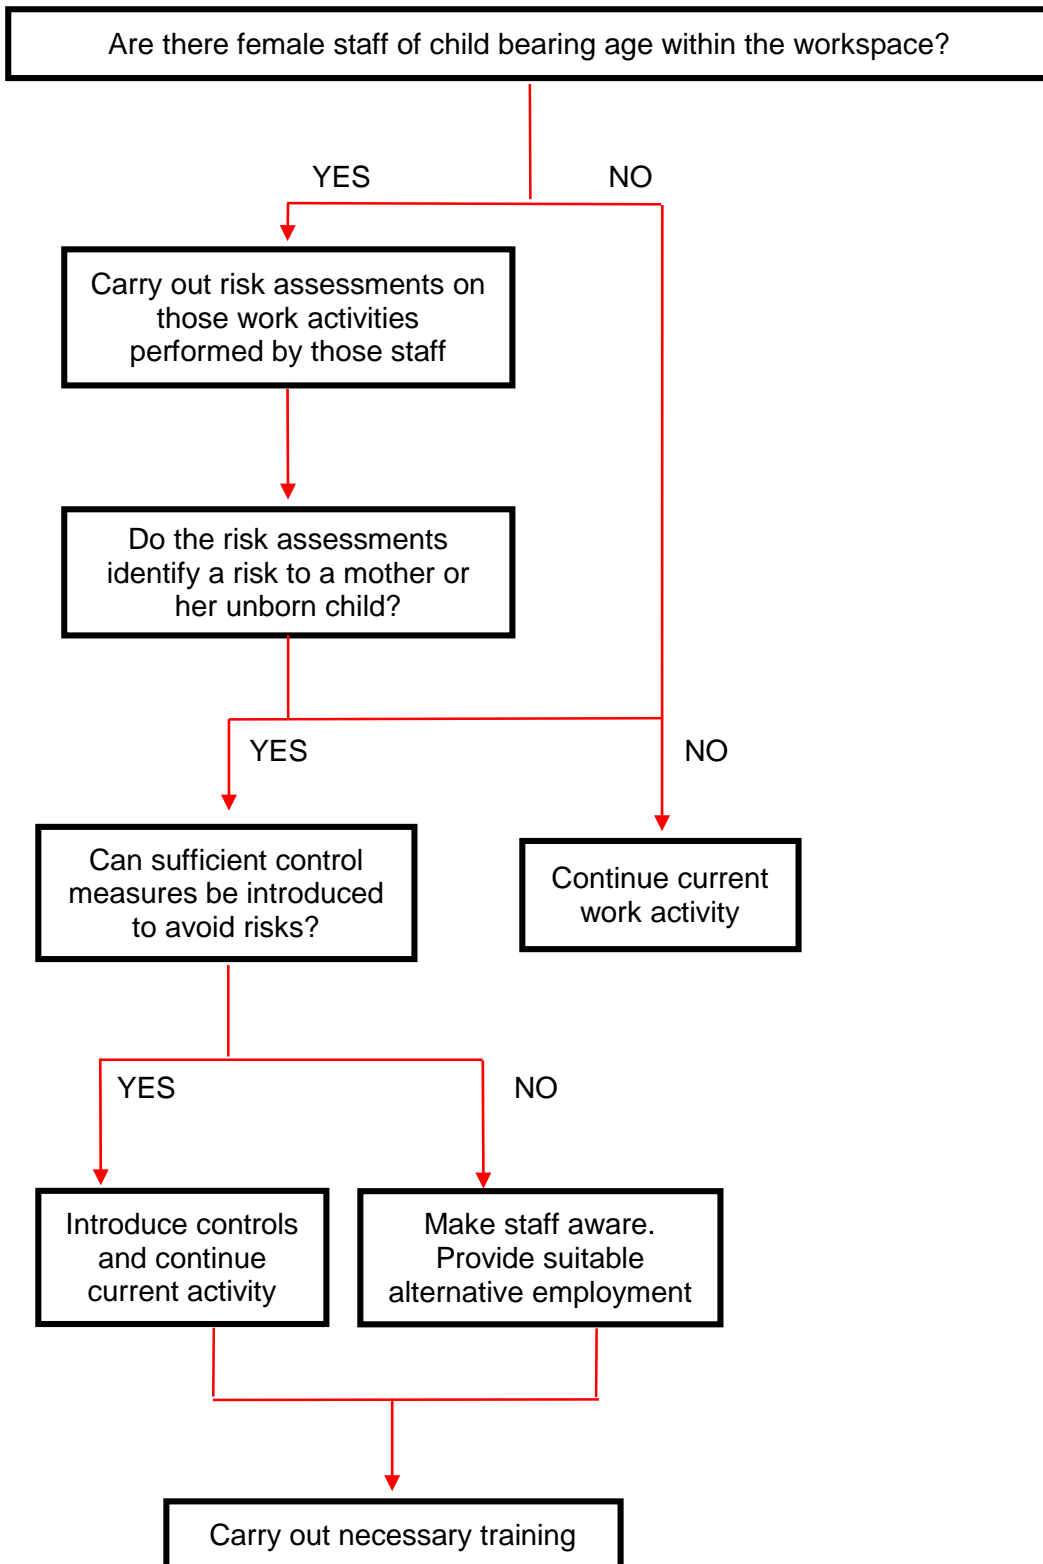 Are there female staff of child bearing age within the workspace?
YES
NO
Carry out risk assessments on
those work activities
performed by those staff
Do the risk assessments
identify a risk to a mother or
her unborn child?
YES
NO
Can sufficient control
measures be introduced
to avoid risks?
Continue current
work activity
YES
NO
Introduce controls
and continue
current activity
Make staff aware.
Provide suitable
alternative employment
Carry out necessary training